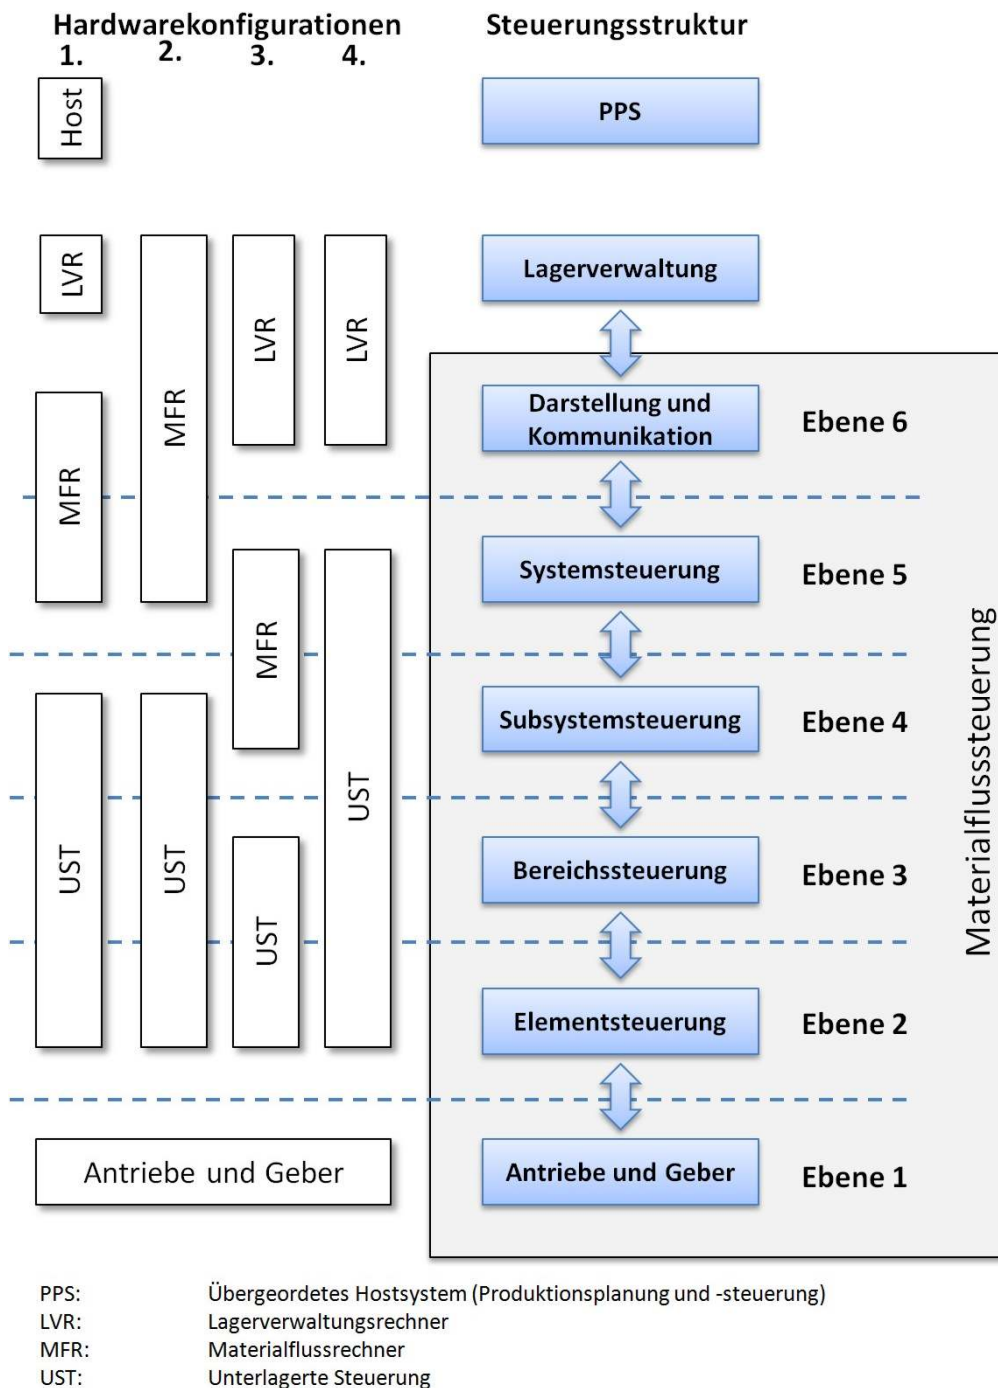 Hardwarekonfigurationen
Steuerungsstruktur
1.
2.
3.
4.
Host
PPS
LVR
MFR
LVR
LVR
Lagerverwaltung
MFR
Darstellung und
Kommunikation
Ebene 6
MFR
UST
Systemsteuerung
Ebene 5
UST
UST
Subsystemsteuerung
Ebene 4
UST
Bereichssteuerung
Ebene 3
Elementsteuerung
Ebene 2
Antriebe und Geber
Antriebe und Geber
Ebene 1
Materialflusssteuerung
PPS: Übergeordetes Hostsystem (Produktionsplanung und -steuerung)
LVR: Lagerverwaltungsrechner
MFR: Materialflussrechner
UST: Unterlagerte Steuerung